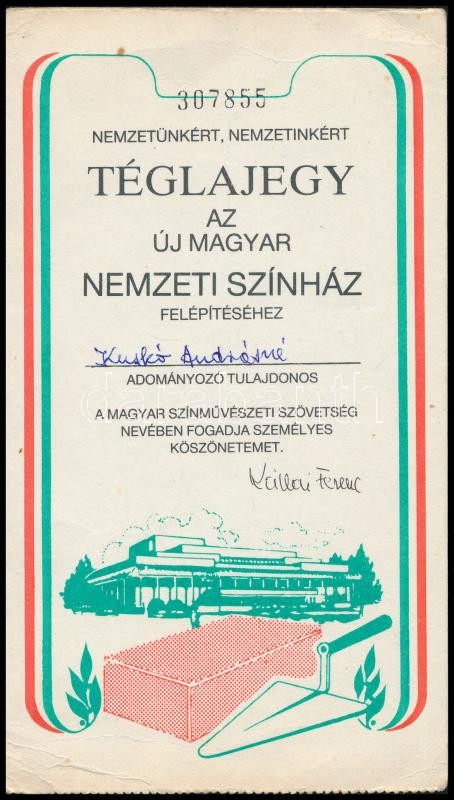 307855
NEMZETÜNKÉRT, NEMZETINKÉRT
TÉGLAJEGY
AZ
ÚJ MAGYAR
NEMZETI SZÍNHÁZ
FELÉPÍTÉSÉHEZ
Kuskó Andrásné
ADOMÁNYOZÓ TULAJDONOS
A MAGYAR SZÍNMŰVÉSZETI SZÖVETSÉG
NEVÉBEN FOGADJA SZEMÉLYES
KÖSZÖNETEMET.
Kállai Ferenc